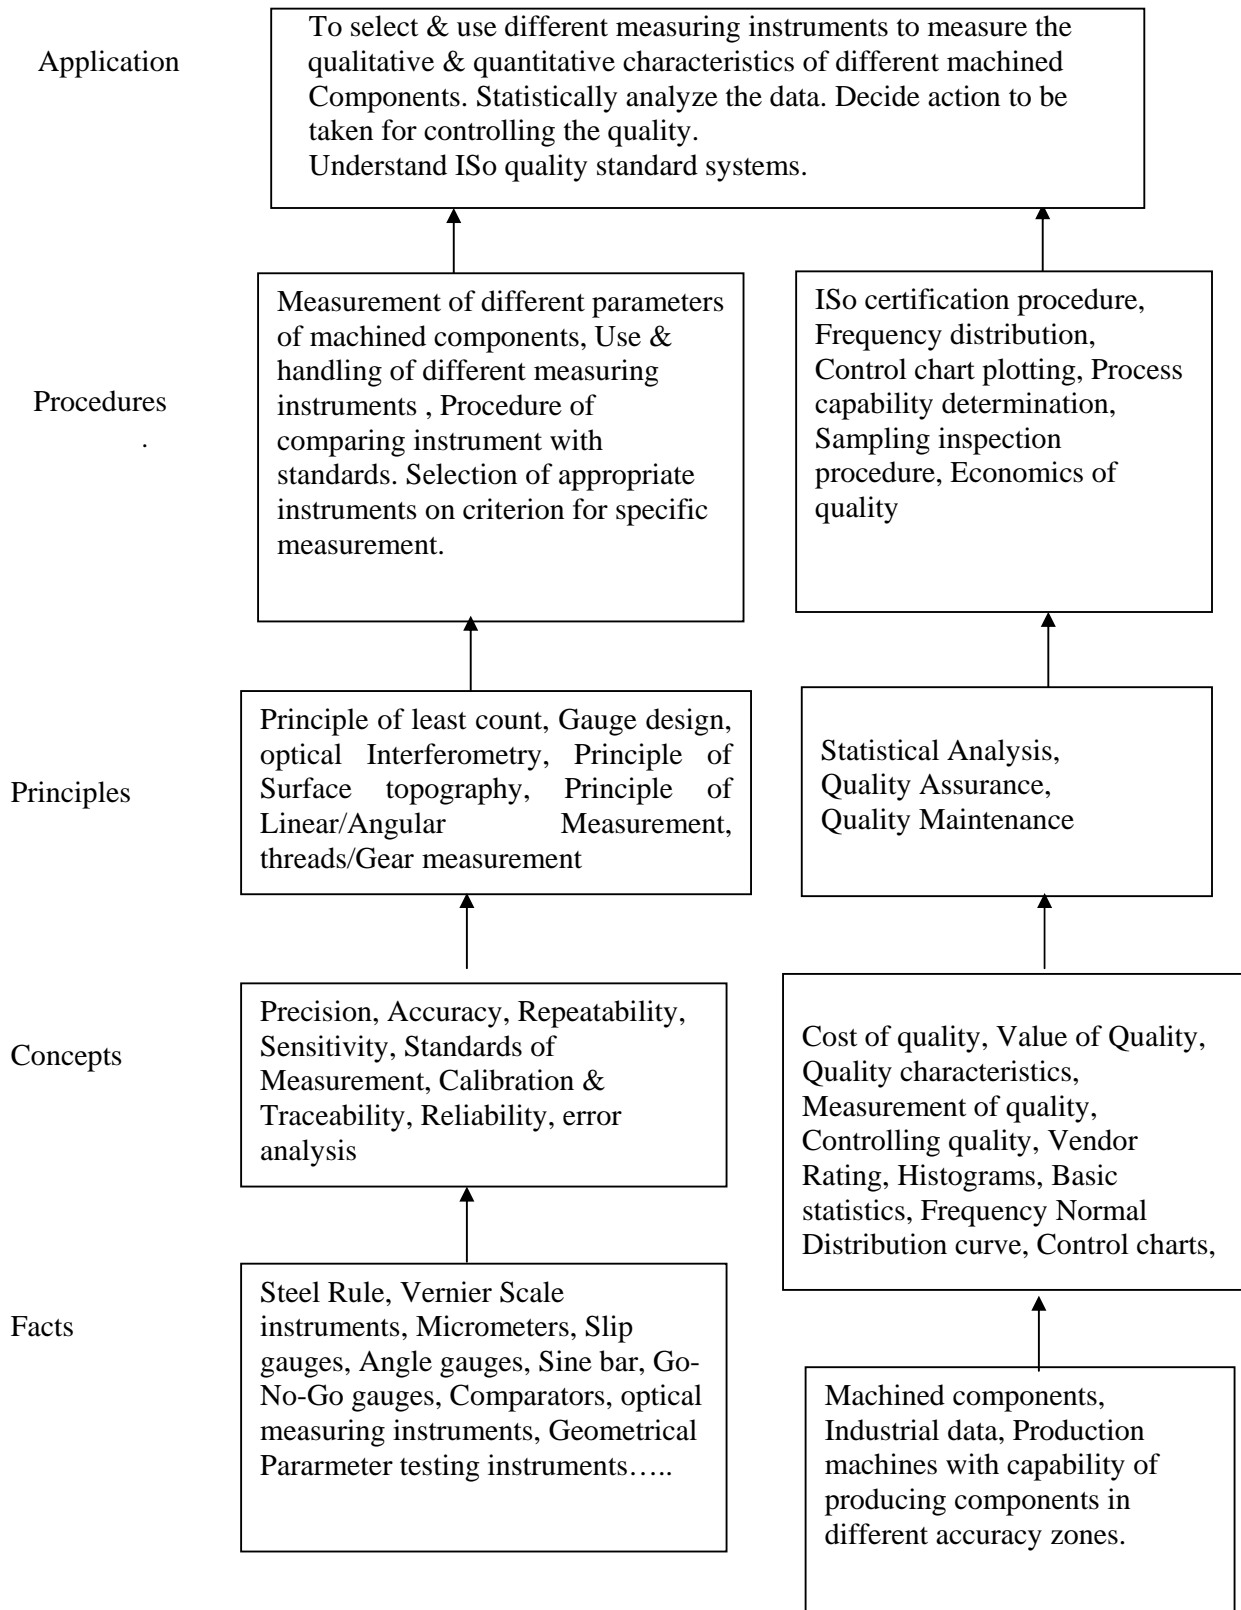 Application
To select & use different measuring instruments to measure the
qualitative & quantitative characteristics of different machined
Components. Statistically analyze the data. Decide action to be
taken for controlling the quality.
Understand ISo quality standard systems.
Procedures
.
Measurement of different parameters
of machined components, Use &
handling of different measuring
instruments , Procedure of
comparing instrument with
standards. Selection of appropriate
instruments on criterion for specific
measurement.
ISo certification procedure,
Frequency distribution,
Control chart plotting, Process
capability determination,
Sampling inspection
procedure, Economics of
quality
Principles
Principle of least count, Gauge design,
optical Interferometry, Principle of
Surface topography, Principle of
Linear/Angular Measurement,
threads/Gear measurement
Statistical Analysis,
Quality Assurance,
Quality Maintenance
Concepts
Precision, Accuracy, Repeatability,
Sensitivity, Standards of
Measurement, Calibration &
Traceability, Reliability, error
analysis
Cost of quality, Value of Quality,
Quality characteristics,
Measurement of quality,
Controlling quality, Vendor
Rating, Histograms, Basic
statistics, Frequency Normal
Distribution curve, Control charts,
Facts
Steel Rule, Vernier Scale
instruments, Micrometers, Slip
gauges, Angle gauges, Sine bar, Go-
No-Go gauges, Comparators, optical
measuring instruments, Geometrical
Pararmeter testing instruments…..
Machined components,
Industrial data, Production
machines with capability of
producing components in
different accuracy zones.